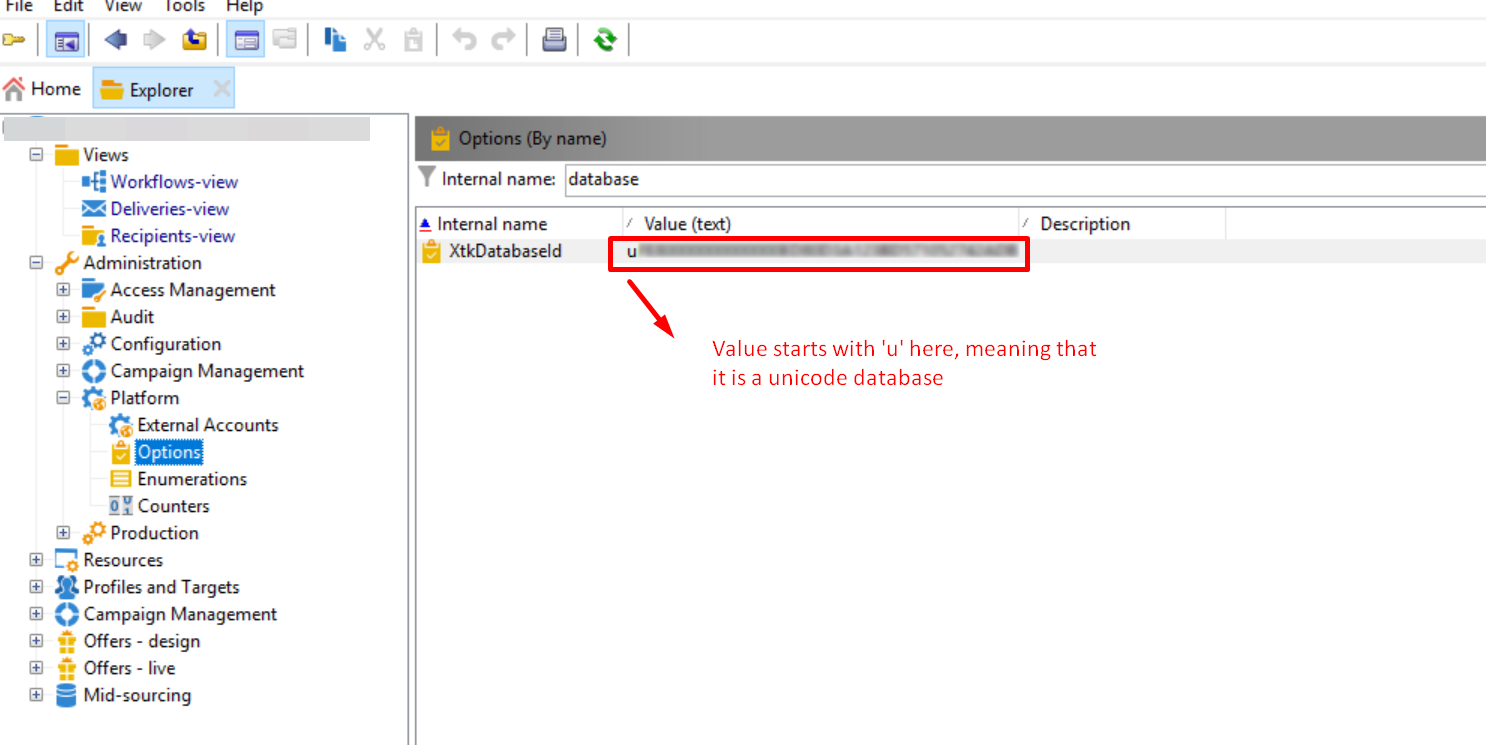 File Edit View Tools Help
Home Explorer
Options (By name)
Internal name: database
Internal name Value (text) Description
XtkDatabaseId u
Value starts with 'u' here, meaning that
it is a unicode database
Views
Workflows-view
Deliveries-view
Recipients-view
Administration
Access Management
Audit
Configuration
Campaign Management
Platform
External Accounts
Options
Enumerations
Counters
Production
Resources
Profiles and Targets
Campaign Management
Offers - design
Offers - live
Mid-sourcing